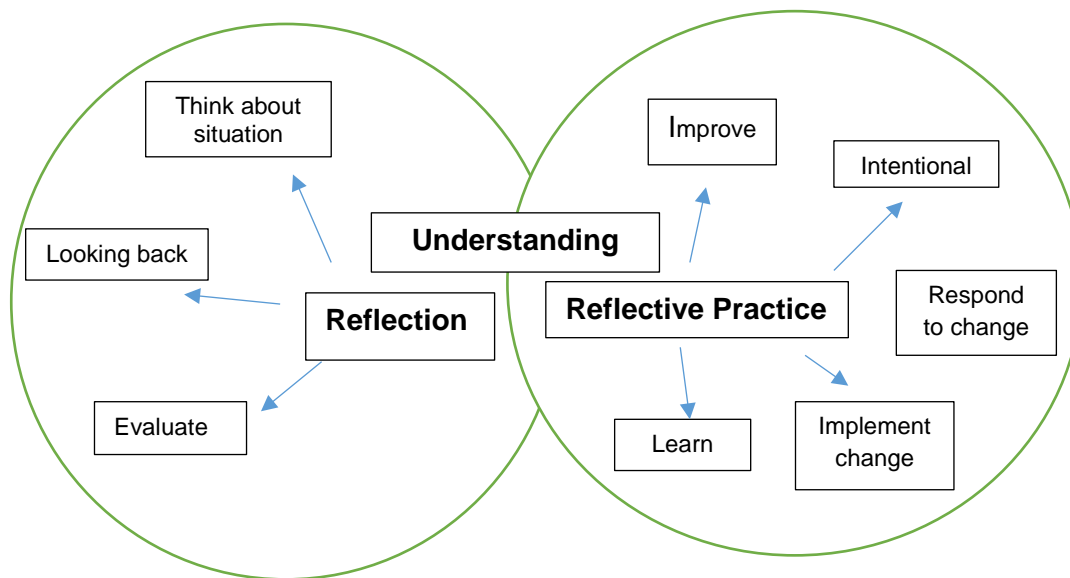 Think about
situation
Looking back
Reflection
Evaluate
Understanding
Improve
Intentional
Reflective Practice
Respond
to change
Learn
Implement
change